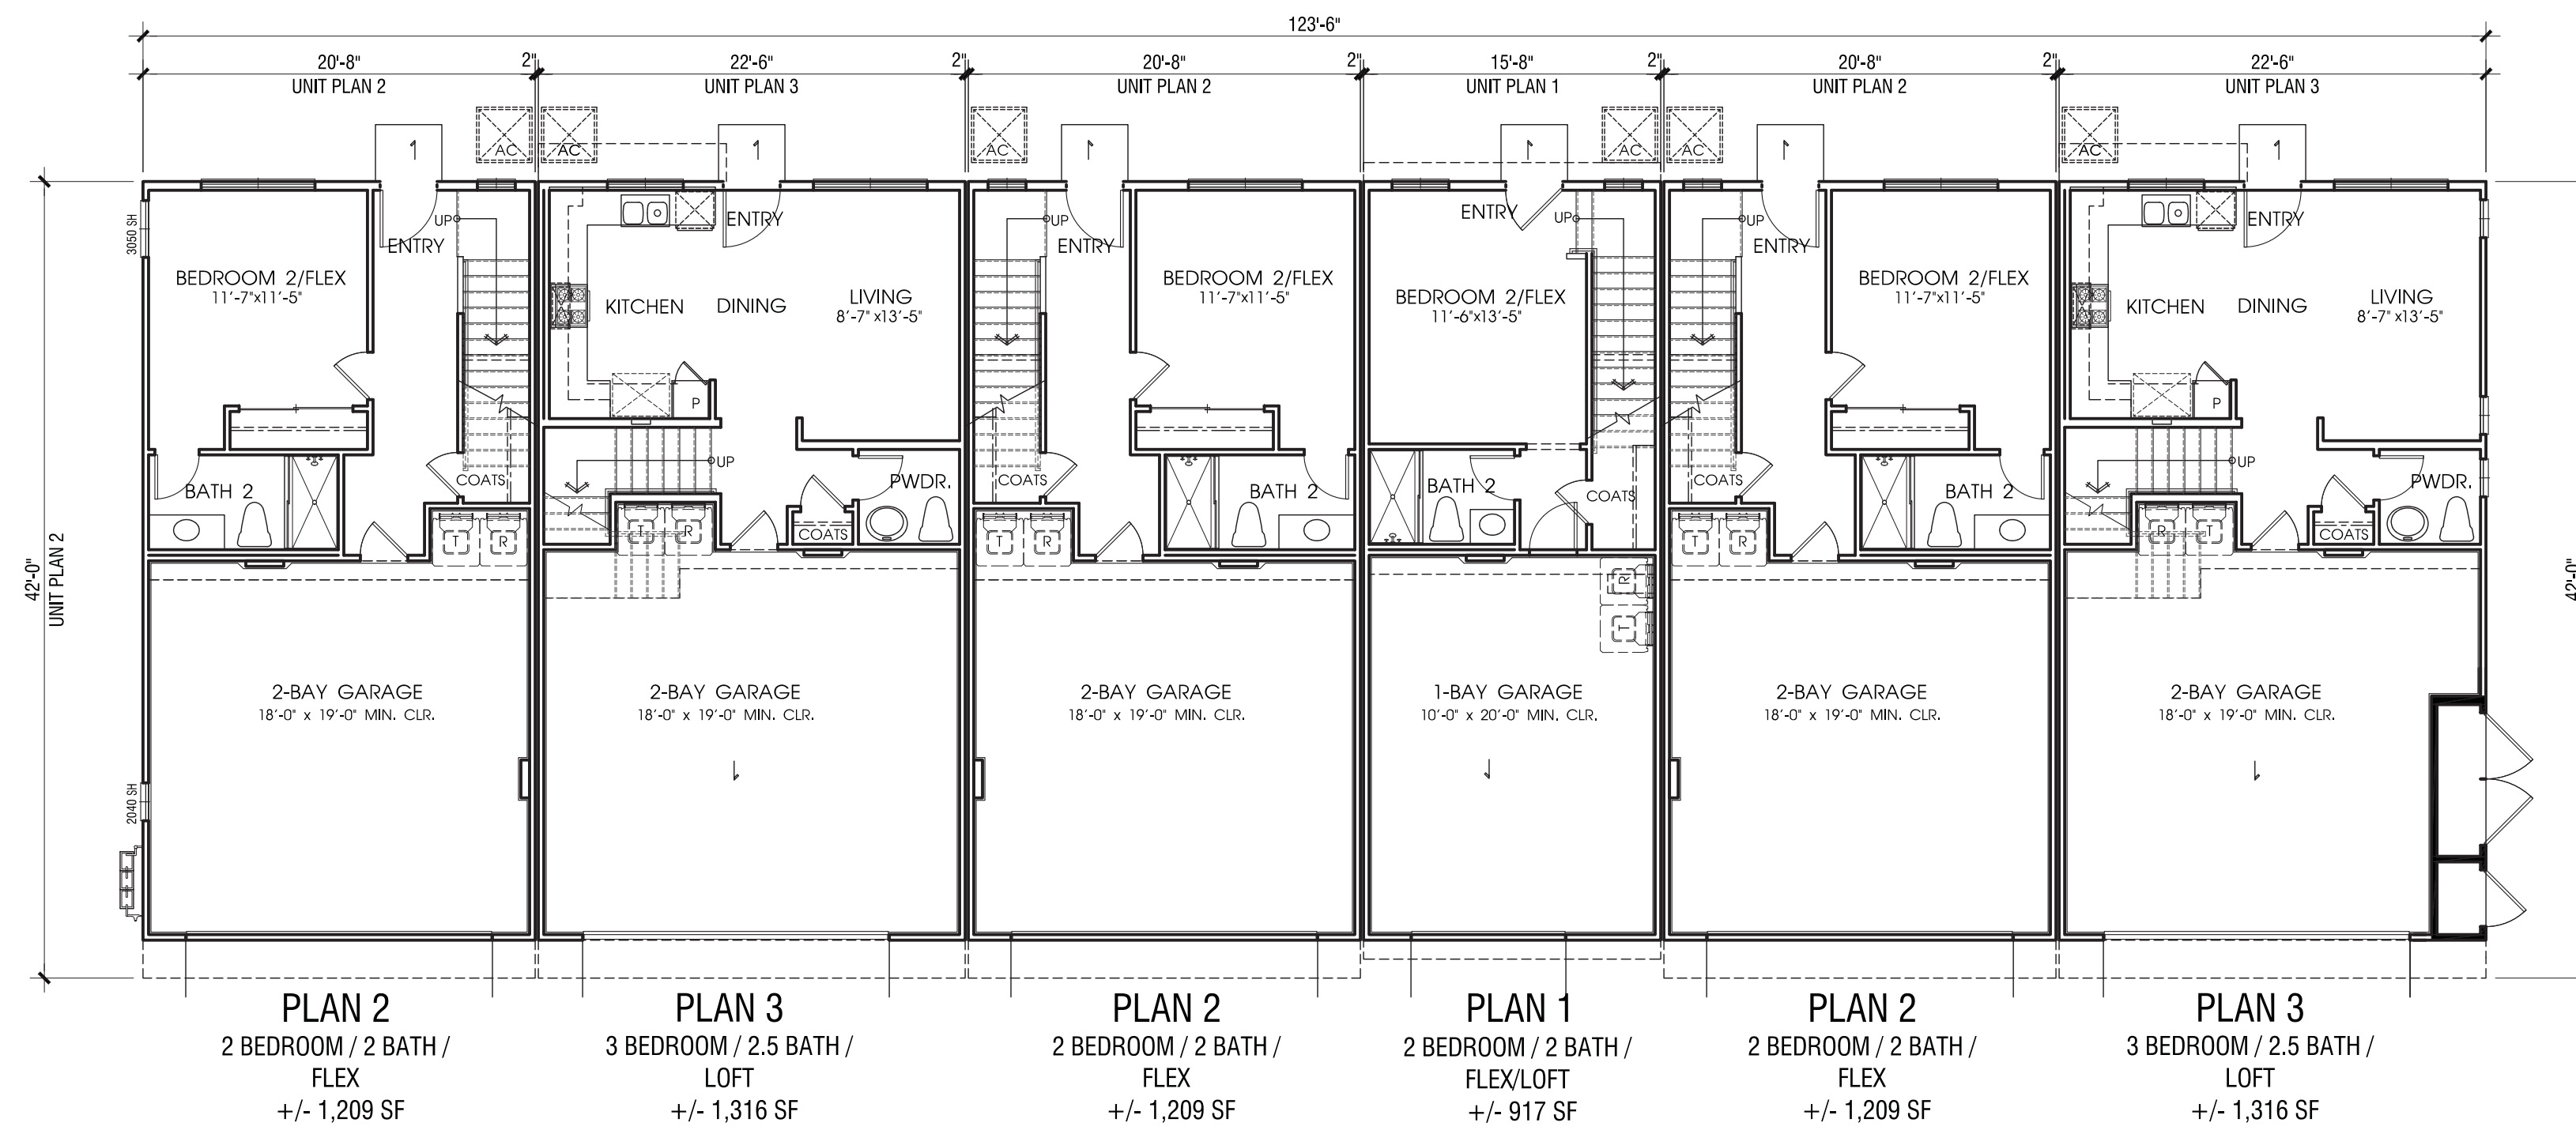 123'-6"
20'-8" 2" 22'-6" 2" 20'-8" 2" 15'-8" 2" 20'-8" 2" 22'-6"
UNIT PLAN 2 UNIT PLAN 3 UNIT PLAN 2 UNIT PLAN 1 UNIT PLAN 2 UNIT PLAN 3
AC AC AC AC AC AC
42'-0"
UNIT PLAN 2
3050 SH
UP
ENTRY
BEDROOM 2/FLEX
11'-7"x11'-5"
BATH 2
COATS
T R
2-BAY GARAGE
18'-0" x 19'-0" MIN. CLR.
2040 SH
ENTRY
KITCHEN DINING LIVING
8'-7" x13'-5"
P
UP
PWDR.
COATS
T R
2-BAY GARAGE
18'-0" x 19'-0" MIN. CLR.
UP
ENTRY
BEDROOM 2/FLEX
11'-7"x11'-5"
COATS
BATH 2
T R
2-BAY GARAGE
18'-0" x 19'-0" MIN. CLR.
ENTRY
UP
BEDROOM 2/FLEX
11'-6"x13'-5"
BATH 2
COATS
R
T
1-BAY GARAGE
10'-0" x 20'-0" MIN. CLR.
UP
ENTRY
BEDROOM 2/FLEX
11'-7"x11'-5"
COATS
BATH 2
T R
2-BAY GARAGE
18'-0" x 19'-0" MIN. CLR.
ENTRY
KITCHEN DINING LIVING
8'-7" x13'-5"
P
UP
PWDR.
COATS
R T
2-BAY GARAGE
18'-0" x 19'-0" MIN. CLR.
42'-0"
PLAN 2
2 BEDROOM / 2 BATH /
FLEX
+/- 1,209 SF
PLAN 3
3 BEDROOM / 2.5 BATH /
LOFT
+/- 1,316 SF
PLAN 2
2 BEDROOM / 2 BATH /
FLEX
+/- 1,209 SF
PLAN 1
2 BEDROOM / 2 BATH /
FLEX/LOFT
+/- 917 SF
PLAN 2
2 BEDROOM / 2 BATH /
FLEX
+/- 1,209 SF
PLAN 3
3 BEDROOM / 2.5 BATH /
LOFT
+/- 1,316 SF